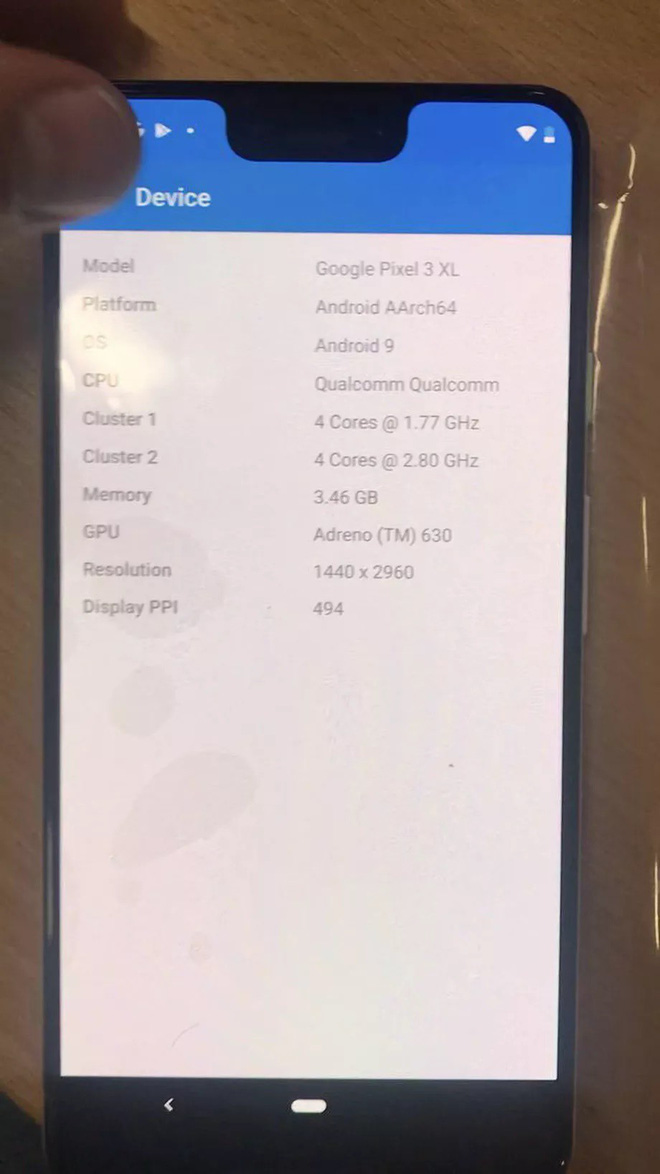 Device
Model Google Pixel 3 XL
Platform Android AArch64
OS Android 9
CPU Qualcomm Qualcomm
Cluster 1 4 Cores @ 1.77 GHz
Cluster 2 4 Cores @ 2.80 GHz
Memory 3.46 GB
GPU Adreno (TM) 630
Resolution 1440 x 2960
Display PPI 494